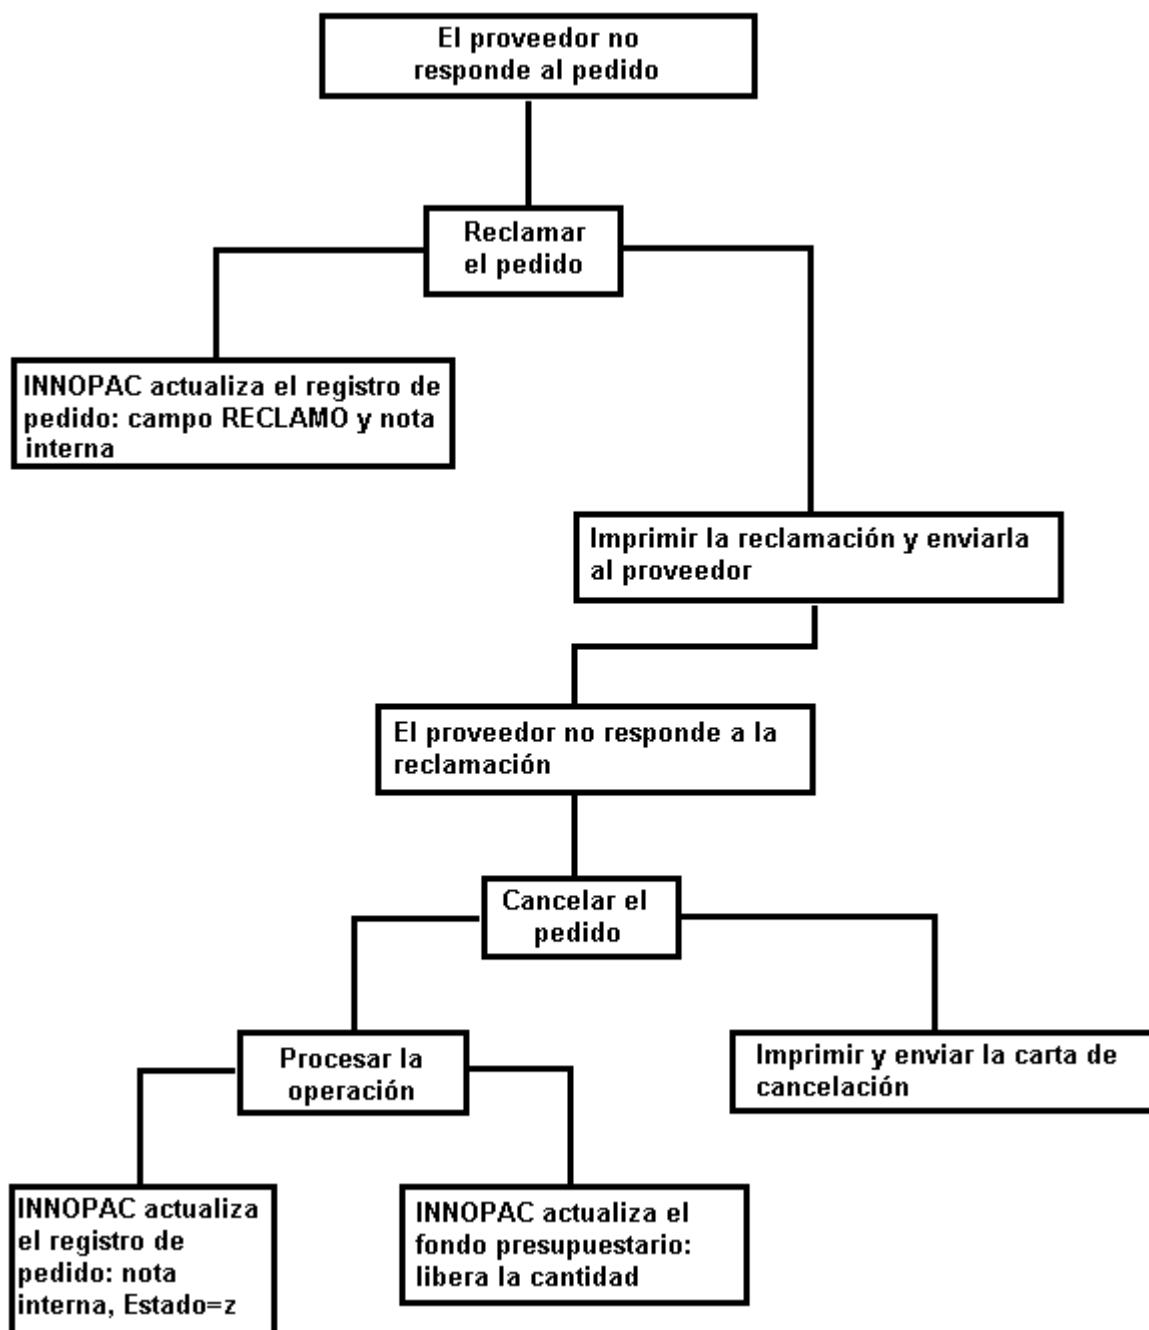 El proveedor no
responde al pedido
Reclamar
el pedido
INNOPAC actualiza el registro de
pedido: campo RECLAMO y nota
interna
Imprimir la reclamación y enviarla
al proveedor
El proveedor no responde a la
reclamación
Cancelar el
pedido
Procesar la
operación
Imprimir y enviar la carta de
cancelación
INNOPAC actualiza
el registro de
pedido: nota
interna, Estado=z
INNOPAC actualiza el
fondo presupuestario:
libera la cantidad